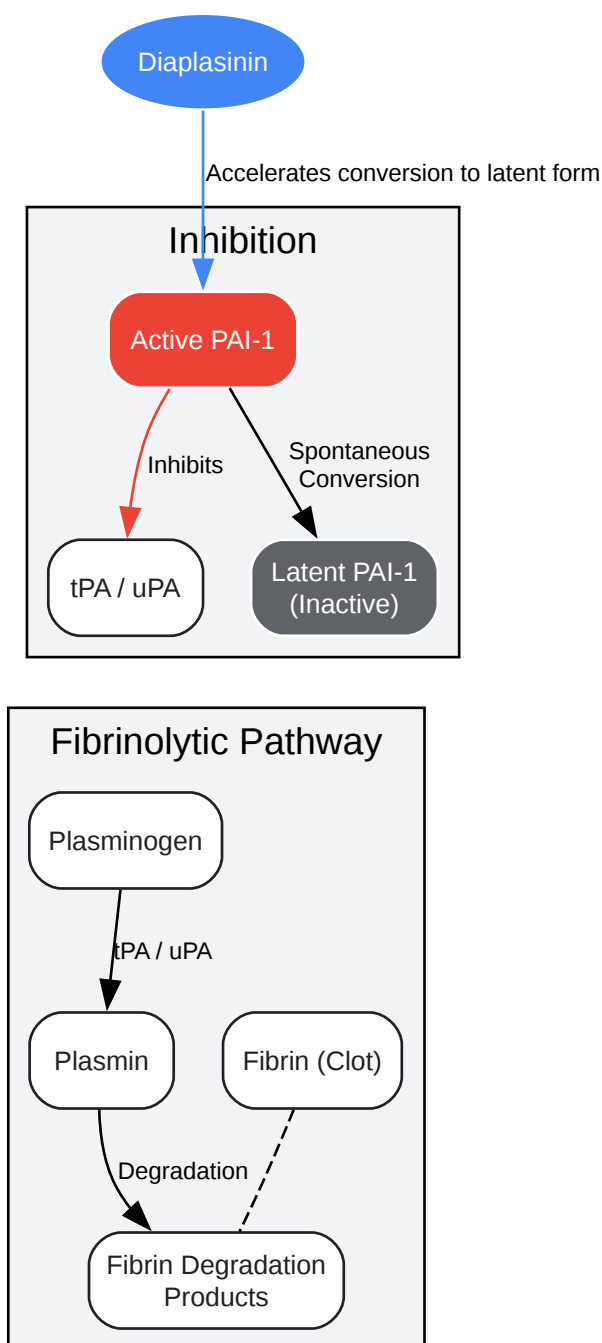 Diaplasinin
Accelerates conversion to latent form
Inhibition
Active PAI-1
Inhibits
Spontaneous
Conversion
tPA / uPA
Latent PAI-1
(Inactive)
Fibrinolytic Pathway
Plasminogen
tPA / uPA
Plasmin
Fibrin (Clot)
Degradation
Fibrin Degradation
Products